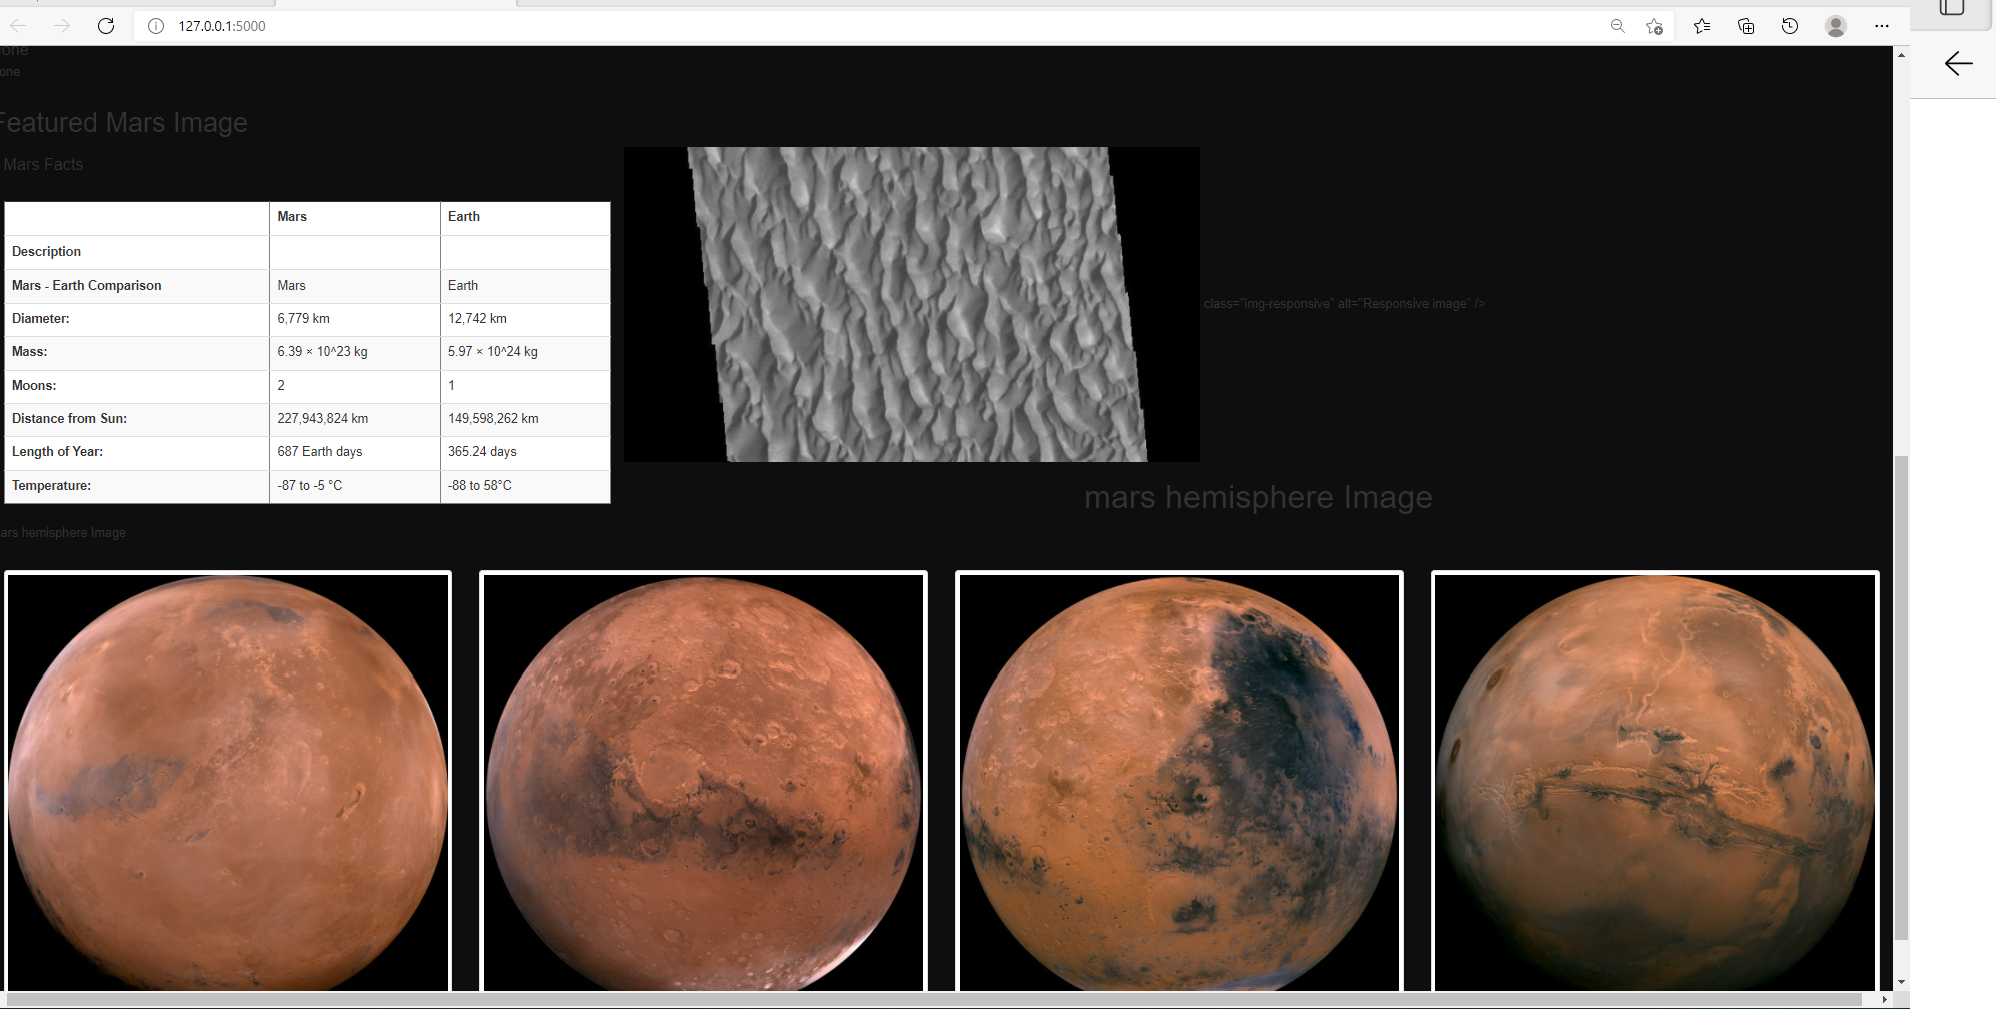 127.0.0.1:5000
one
one
Featured Mars Image
Mars Facts
Mars Earth
Description
Mars - Earth Comparison Mars Earth
Diameter: 6,779 km 12,742 km
Mass: 6.39 × 10^23 kg 5.97 × 10^24 kg
Moons: 2 1
Distance from Sun: 227,943,824 km 149,598,262 km
Length of Year: 687 Earth days 365.24 days
Temperature: -87 to -5 °C -88 to 58°C
class="img-responsive" alt="Responsive image" />
mars hemisphere Image
ars hemisphere Image